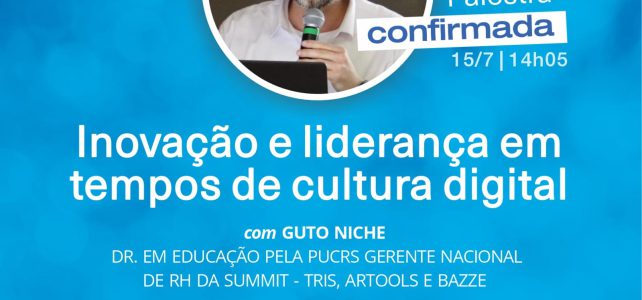 Palestra
confirmada
15/7 | 14h05
Inovação e liderança em
tempos de cultura digital
com GUTO NICHE
DR. EM EDUCAÇÃO PELA PUCRS GERENTE NACIONAL
DE RH DA SUMMIT - TRIS, ARTOOLS E BAZZE